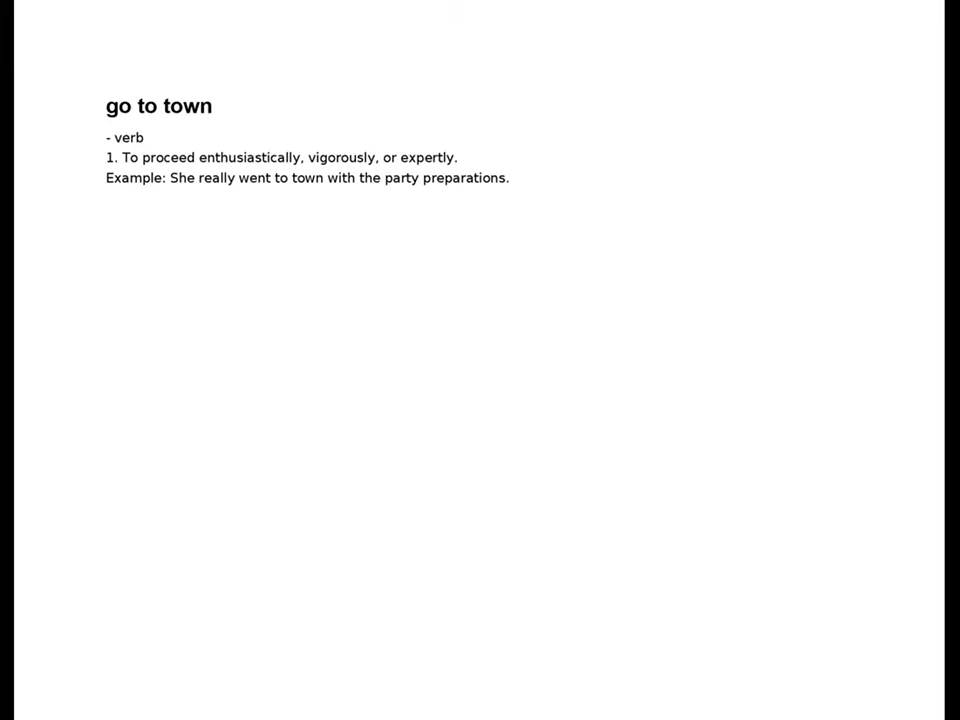 go to town
- verb
1. To proceed enthusiastically, vigorously, or expertly.
Example: She really went to town with the party preparations.